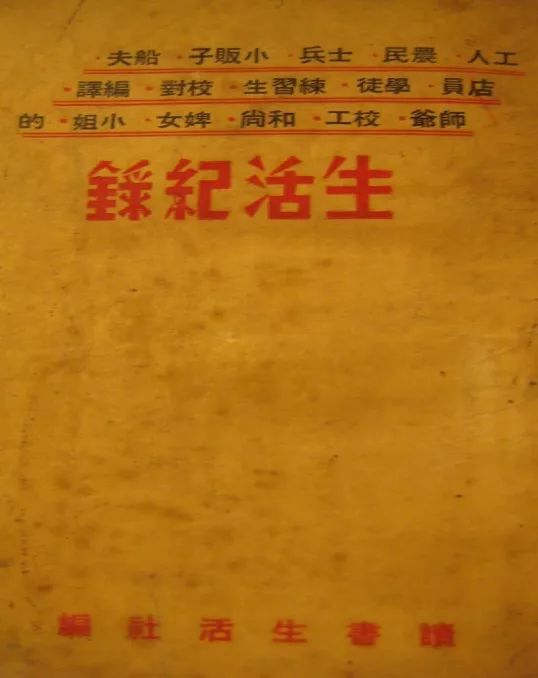 工人·農民·士兵·小販子·船夫·
店員·學徒·練習生·校對·編譯·
師爺·校工·和尚·婢女·小姐·的
生活紀錄
讀書生活社編